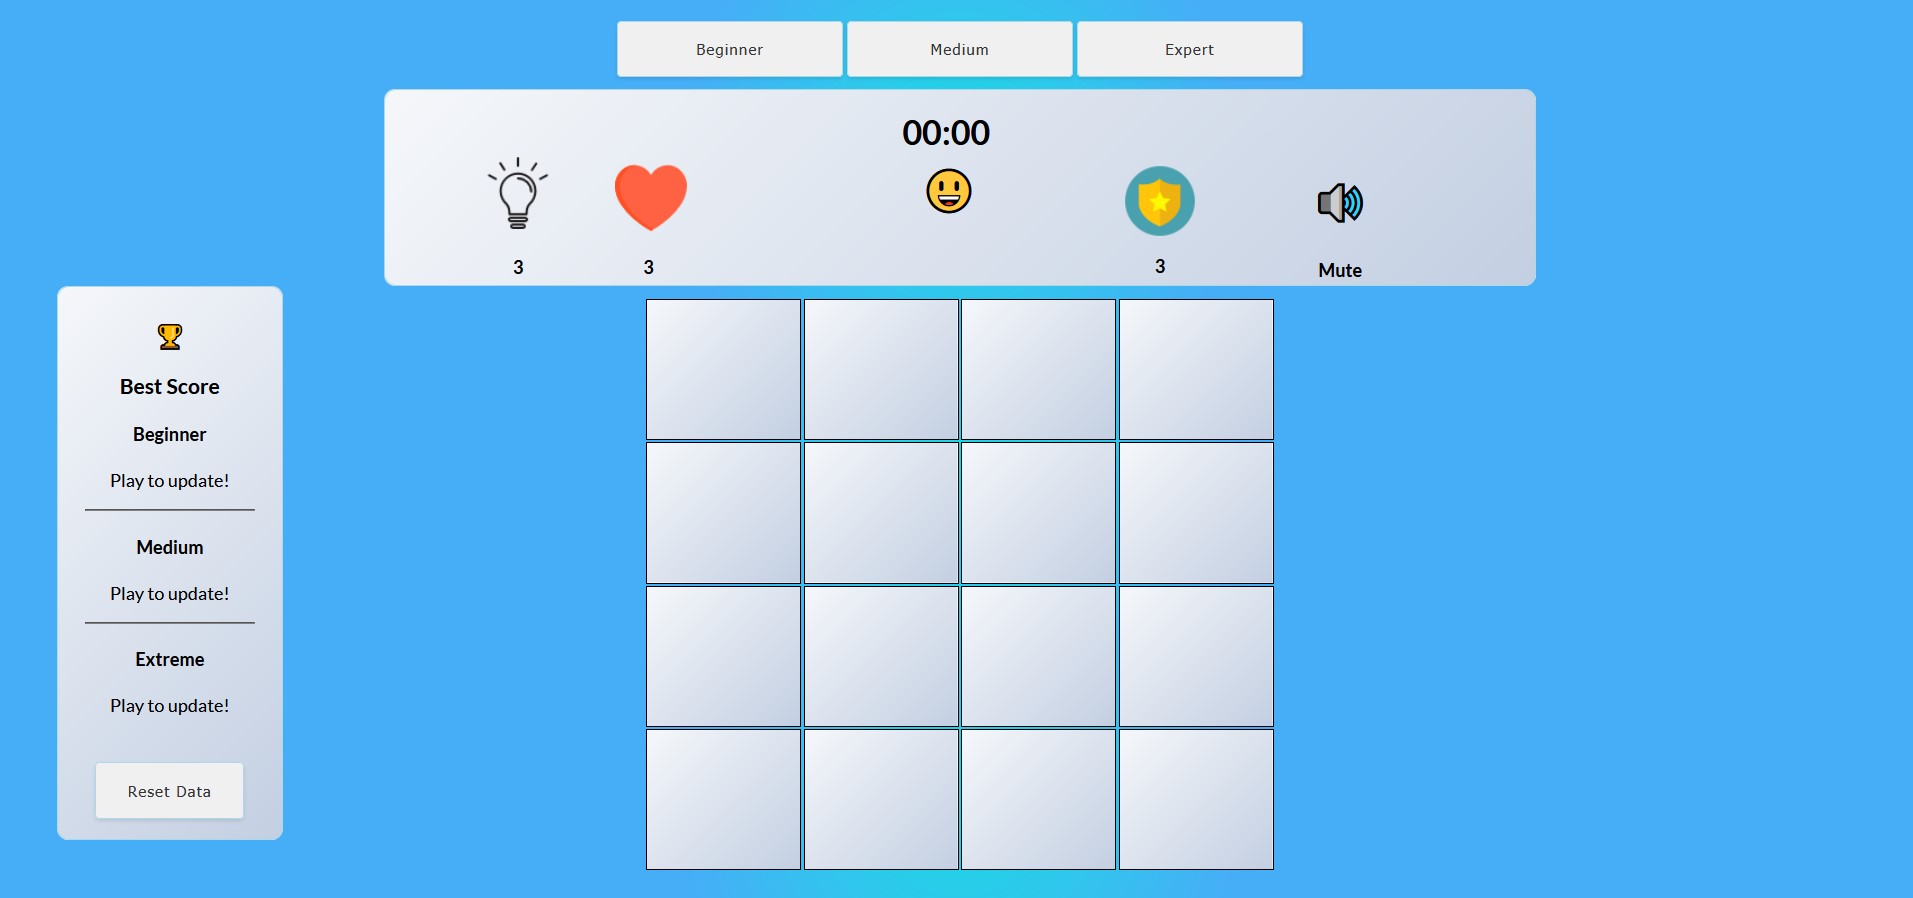 Beginner
Medium
Expert
00:00
3
3
3
Mute
Best Score
Beginner
Play to update!
Medium
Play to update!
Extreme
Play to update!
Reset Data